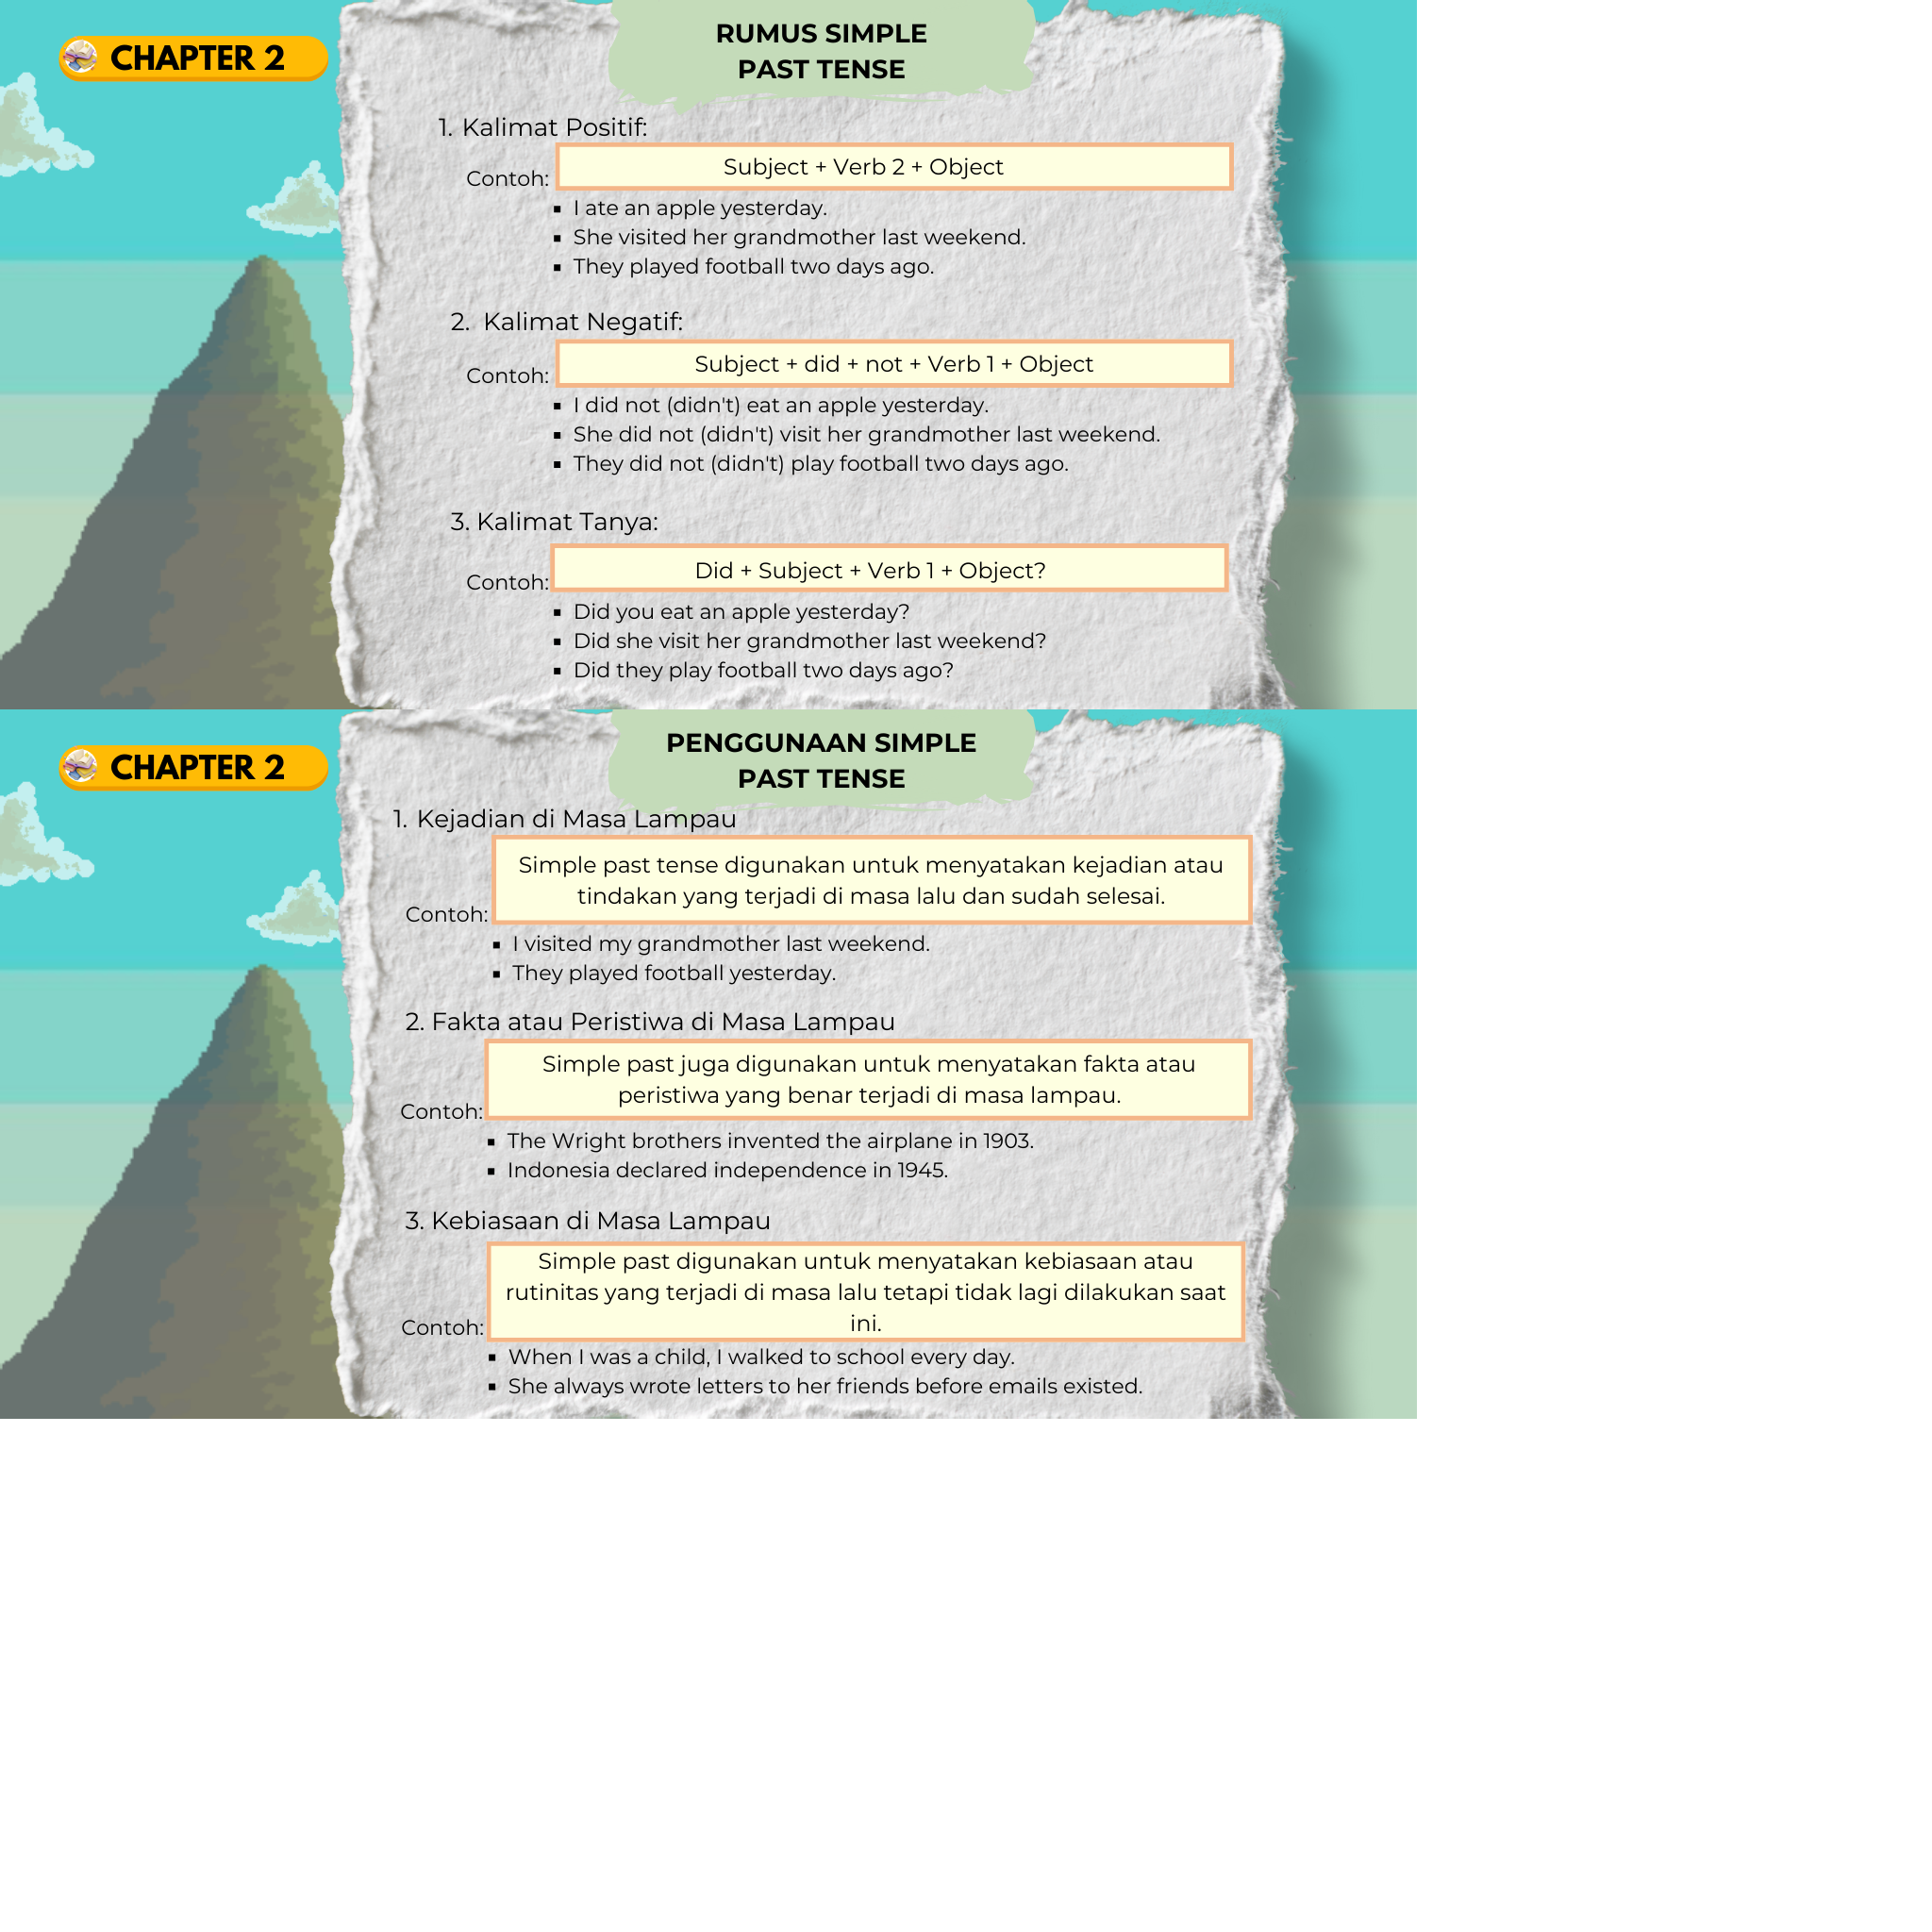 CHAPTER 2
RUMUS SIMPLE
PAST TENSE
1. Kalimat Positif:
Subject + Verb 2 + Object
Contoh:
▪ I ate an apple yesterday.
▪ She visited her grandmother last weekend.
▪ They played football two days ago.
2. Kalimat Negatif:
Subject + did + not + Verb 1 + Object
Contoh:
▪ I did not (didn't) eat an apple yesterday.
▪ She did not (didn't) visit her grandmother last weekend.
▪ They did not (didn't) play football two days ago.
3. Kalimat Tanya:
Did + Subject + Verb 1 + Object?
Contoh:
▪ Did you eat an apple yesterday?
▪ Did she visit her grandmother last weekend?
▪ Did they play football two days ago?
CHAPTER 2
PENGGUNAAN SIMPLE
PAST TENSE
1. Kejadian di Masa Lampau
Simple past tense digunakan untuk menyatakan kejadian atau
tindakan yang terjadi di masa lalu dan sudah selesai.
Contoh:
▪ I visited my grandmother last weekend.
▪ They played football yesterday.
2. Fakta atau Peristiwa di Masa Lampau
Simple past juga digunakan untuk menyatakan fakta atau
peristiwa yang benar terjadi di masa lampau.
Contoh:
▪ The Wright brothers invented the airplane in 1903.
▪ Indonesia declared independence in 1945.
3. Kebiasaan di Masa Lampau
Simple past digunakan untuk menyatakan kebiasaan atau
rutinitas yang terjadi di masa lalu tetapi tidak lagi dilakukan saat
ini.
Contoh:
▪ When I was a child, I walked to school every day.
▪ She always wrote letters to her friends before emails existed.